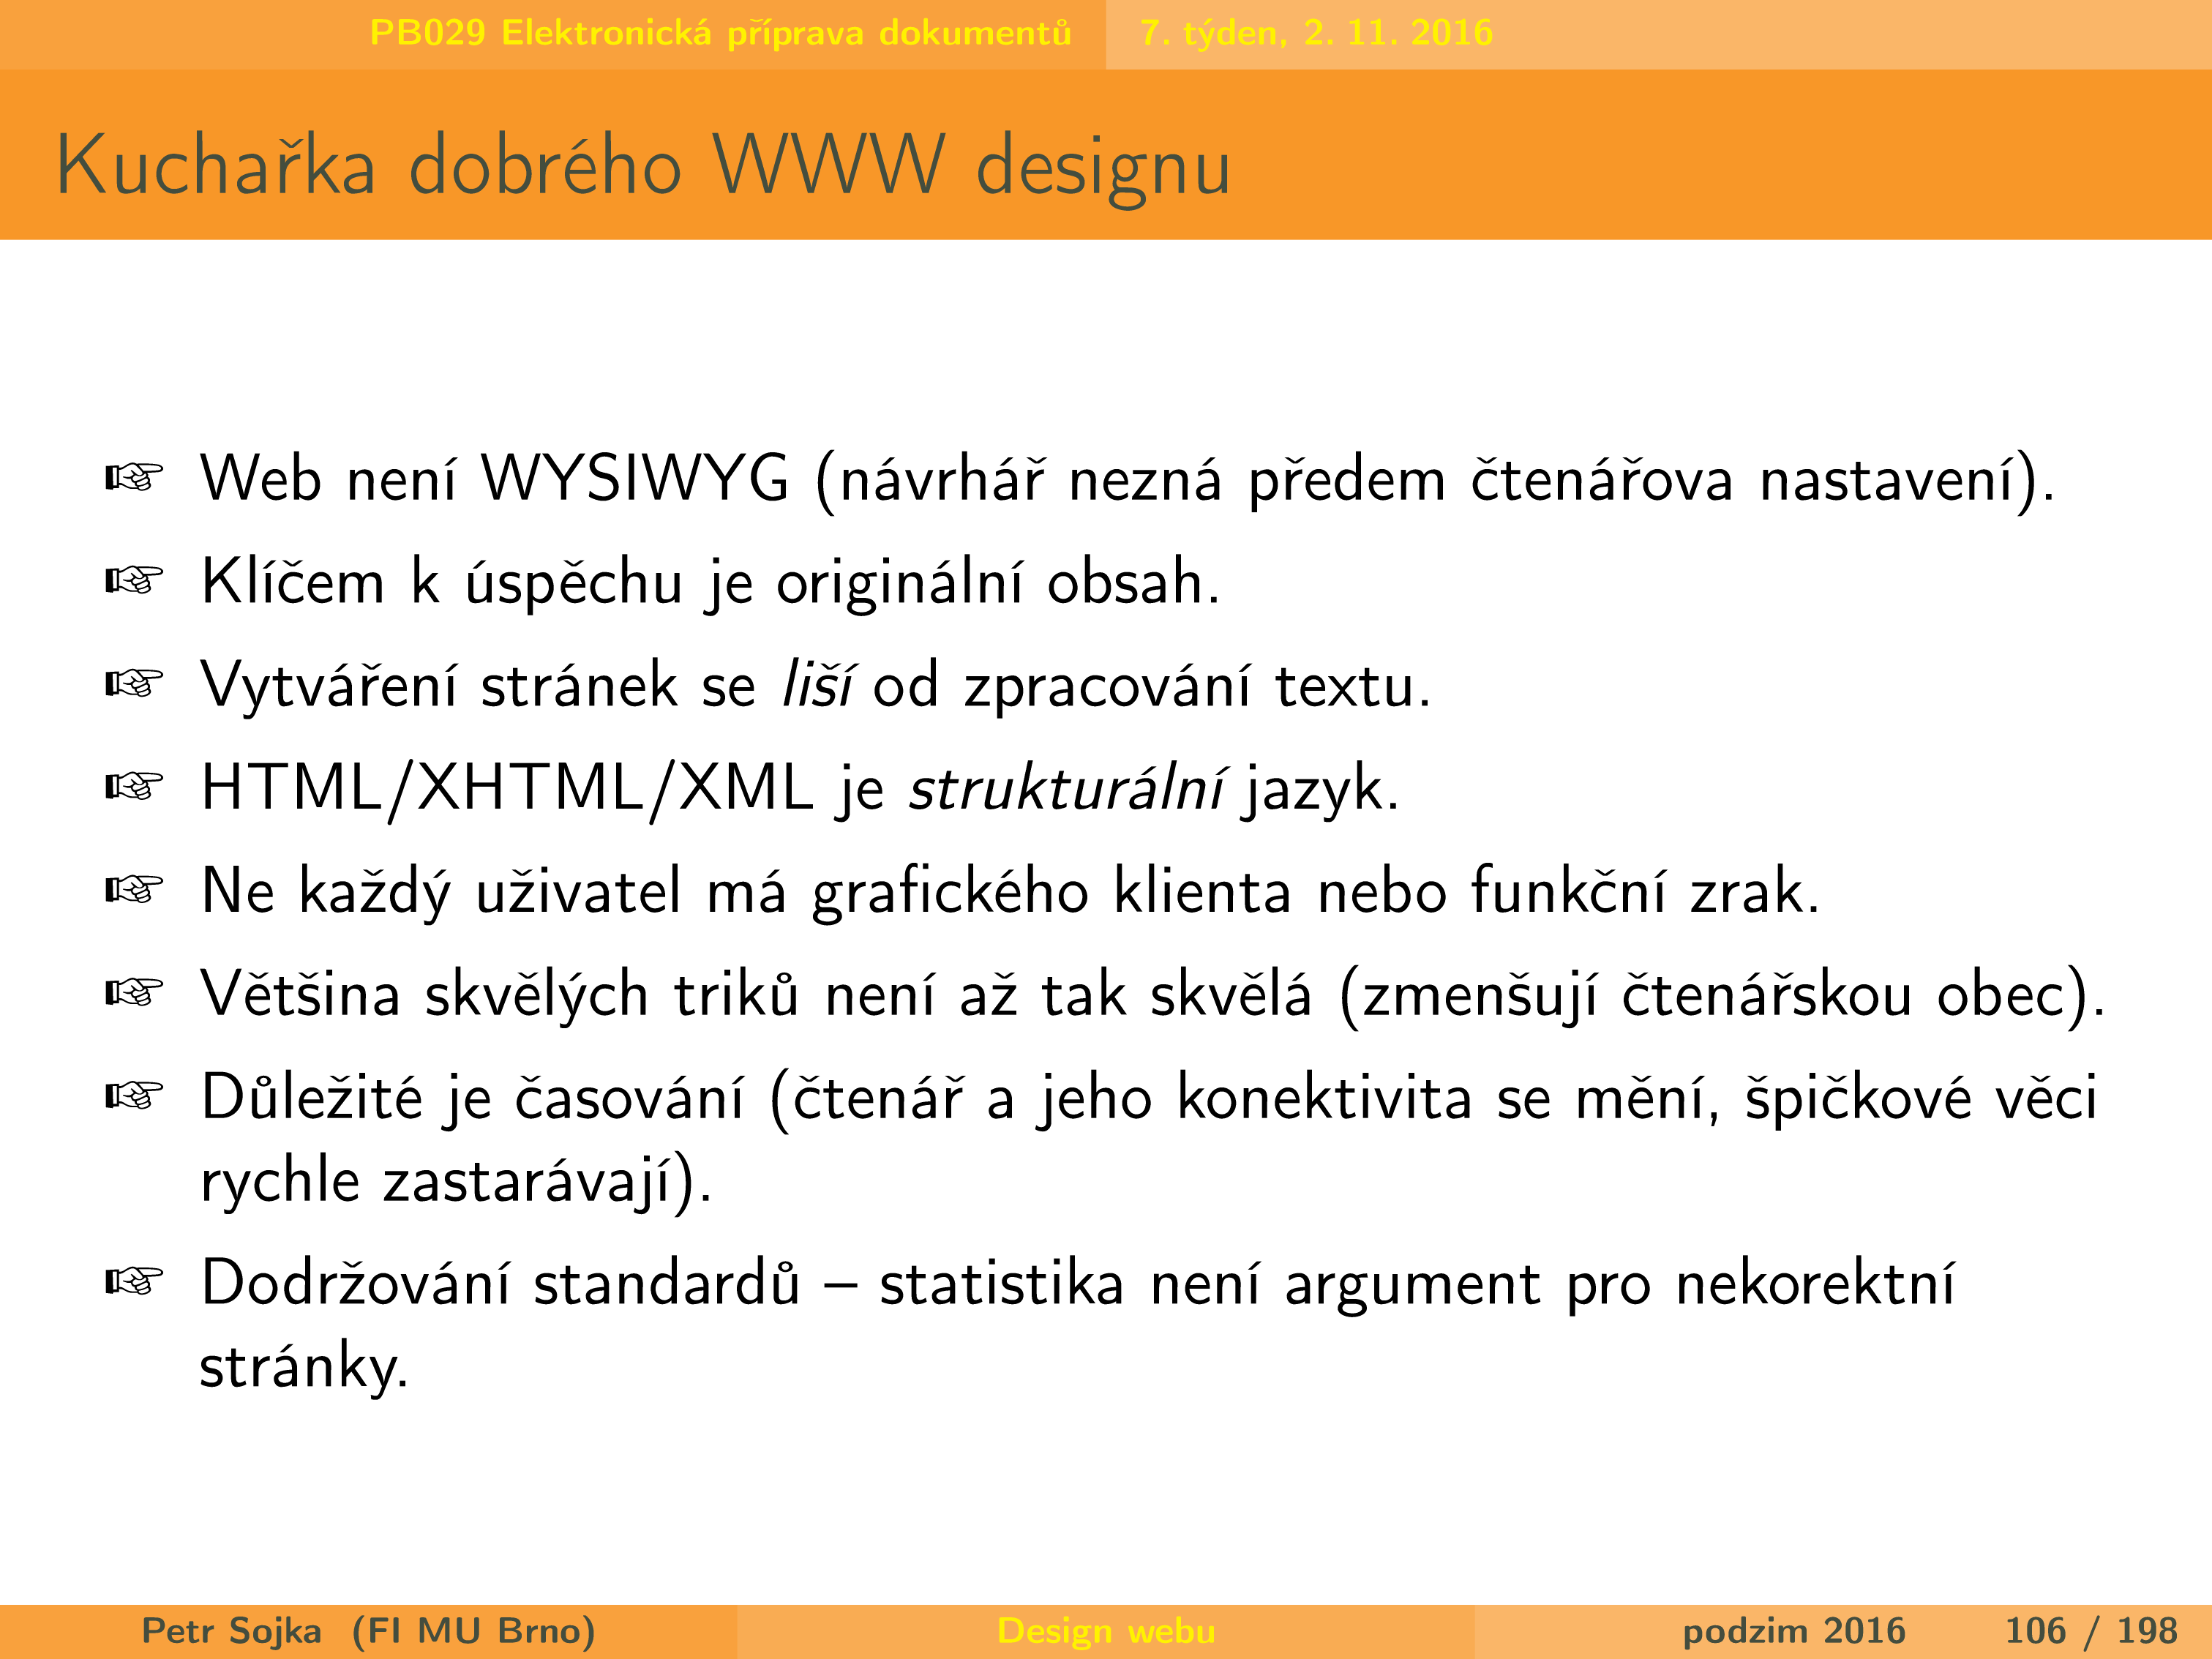 PB029 Elektronická příprava dokumentů 7. týden, 2. 11. 2016
Kuchařka dobrého WWW designu
☞ Web není WYSIWYG (návrhář nezná předem čtenářova nastavení).
☞ Klíčem k úspěchu je originální obsah.
☞ Vytváření stránek se liší od zpracování textu.
☞ HTML/XHTML/XML je strukturální jazyk.
☞ Ne každý uživatel má grafického klienta nebo funkční zrak.
☞ Většina skvělých triků není až tak skvělá (zmenšují čtenářskou obec).
☞ Důležité je časování (čtenář a jeho konektivita se mění, špičkové věci
rychle zastarávají).
☞ Dodržování standardů – statistika není argument pro nekorektní
stránky.
Petr Sojka (FI MU Brno) Design webu podzim 2016 106 / 198